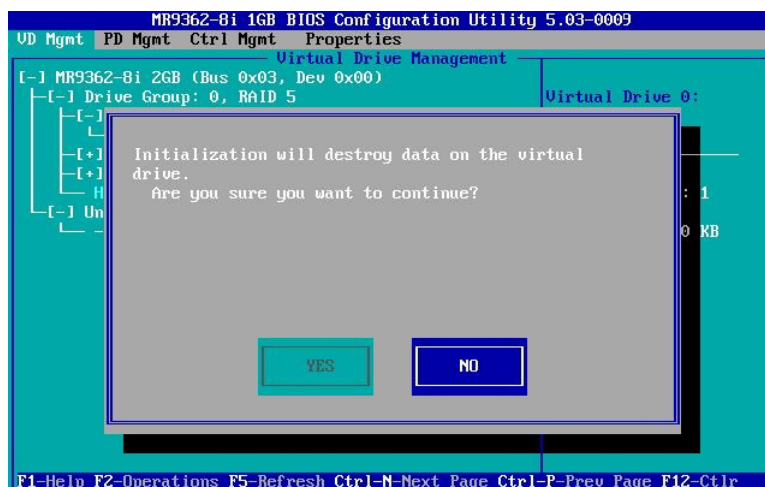 MR9362-8i 1GB BIOS Configuration Utility 5.03-0009
VD Mgmt PD Mgmt Ctrl Mgmt Properties
Virtual Drive Management
[-] MR9362-8i 2GB (Bus 0x03, Dev 0x00)
[-] Drive Group: 0, RAID 5
Virtual Drive 0:
[-]
[+]
[+]
H
: 1
[-] Un
0 KB
Initialization will destroy data on the virtual
drive.
Are you sure you want to continue?
YES NO
F1-Help F2-Operations F5-Refresh Ctrl-N-Next Page Ctrl-P-Prev Page F12-Ctlr